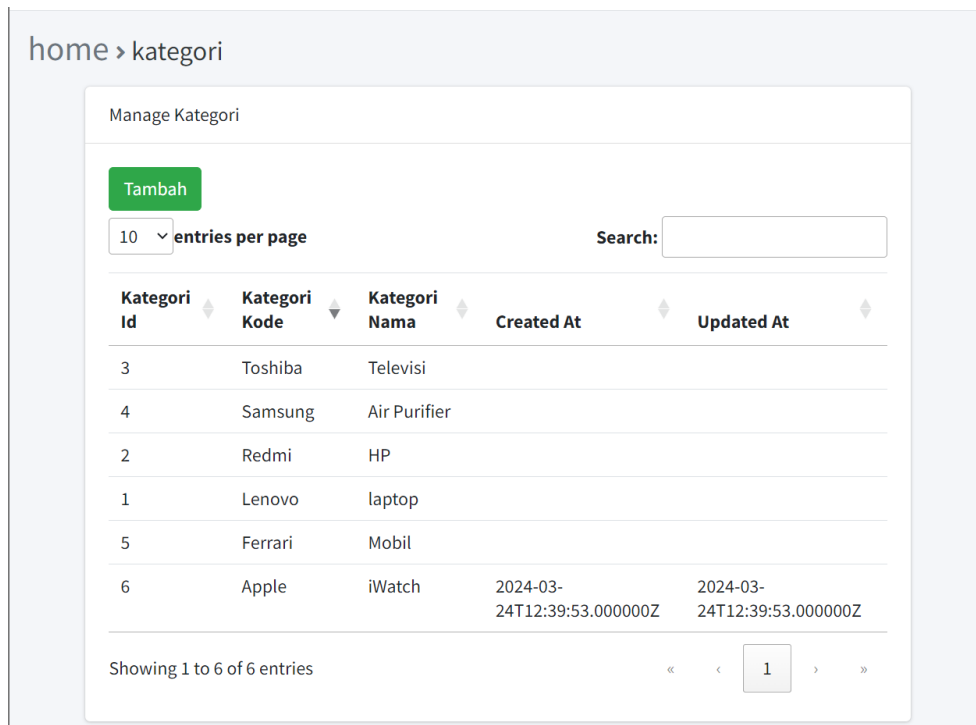 home › kategori
Manage Kategori
Tambah
10 entries per page Search:
Kategori Id Kategori Kode Kategori Nama Created At Updated At
3 Toshiba Televisi
4 Samsung Air Purifier
2 Redmi HP
1 Lenovo laptop
5 Ferrari Mobil
6 Apple iWatch 2024-03-24T12:39:53.000000Z 2024-03-24T12:39:53.000000Z
Showing 1 to 6 of 6 entries « ‹ 1 › »